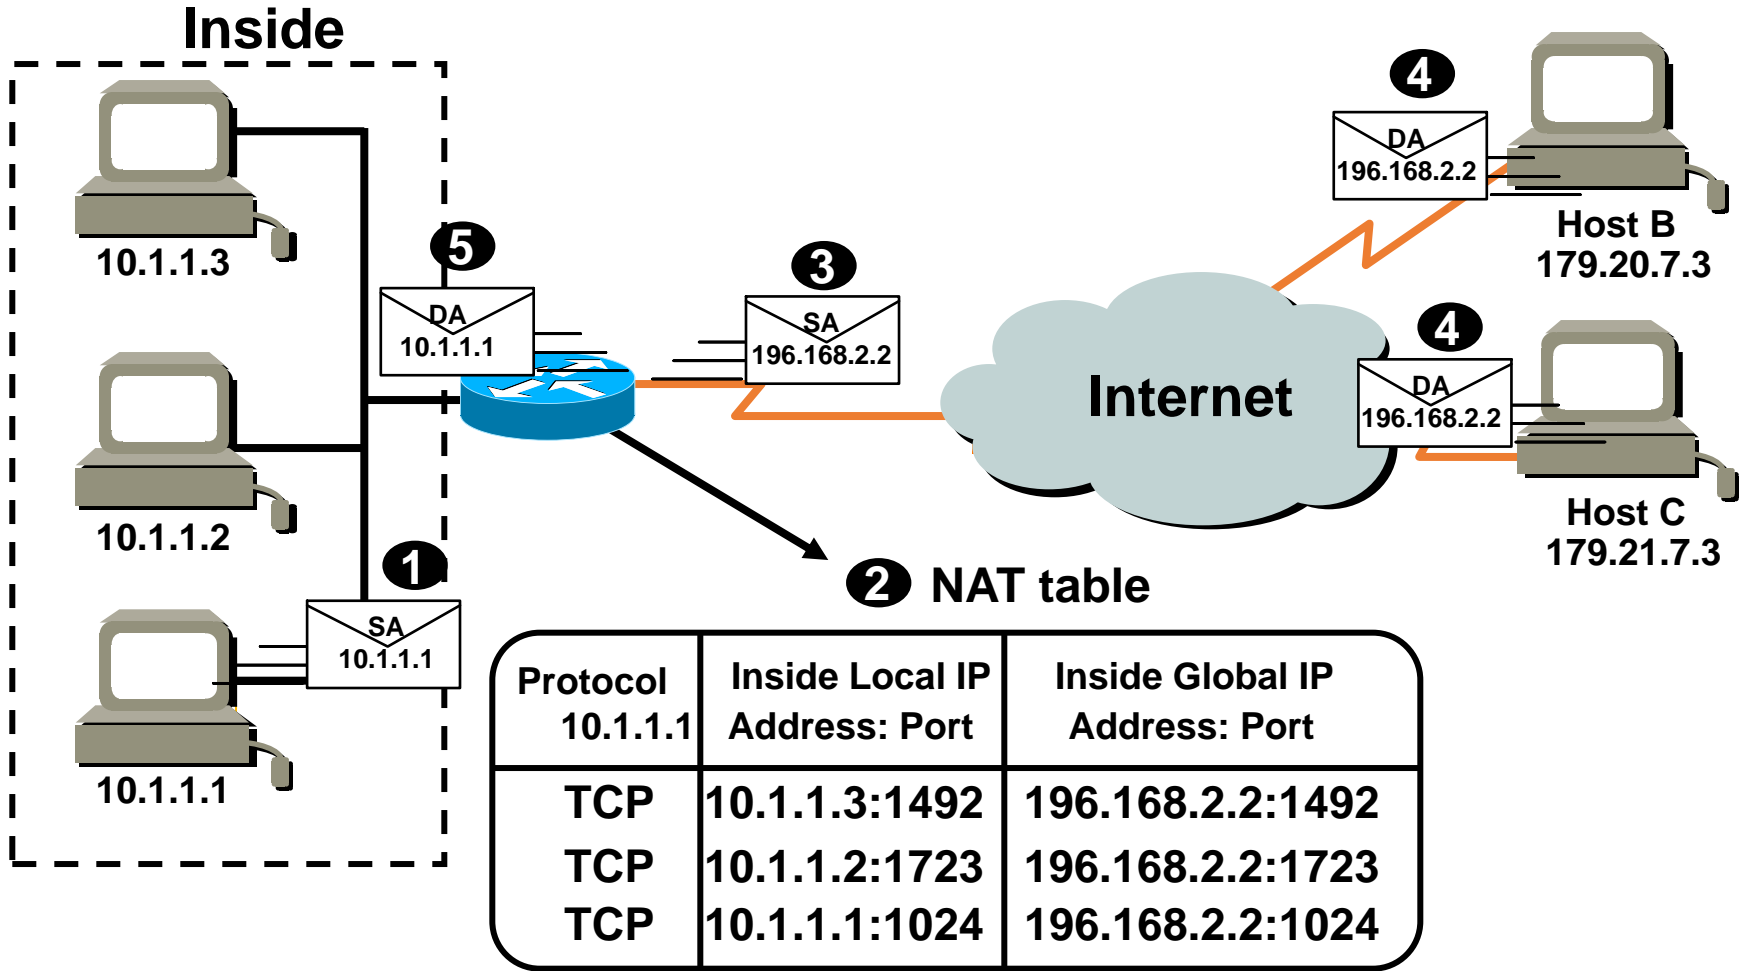 Inside
10.1.1.3
10.1.1.2
10.1.1.1
1
SA
10.1.1.1
5
DA
10.1.1.1
3
SA
196.168.2.2
Internet
4
DA
196.168.2.2
Host B
179.20.7.3
4
DA
196.168.2.2
Host C
179.21.7.3
2 NAT table
Protocol
10.1.1.1
Inside Local IP
Address: Port
Inside Global IP
Address: Port
TCP 10.1.1.3:1492 196.168.2.2:1492
TCP 10.1.1.2:1723 196.168.2.2:1723
TCP 10.1.1.1:1024 196.168.2.2:1024